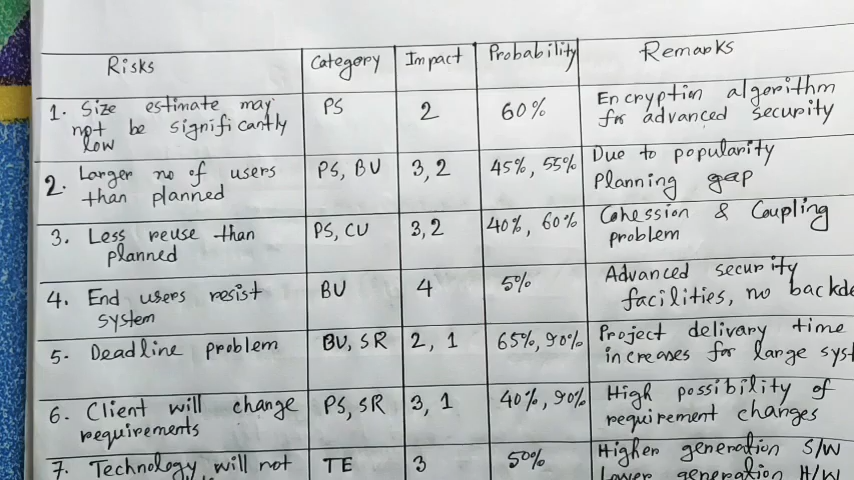 Risks Category Impact Probability Remarks
1. Size estimate may not be significantly low PS 2 60% Encryption algorithm for advanced security
2. Larger no of users than planned PS, BU 3, 2 45%, 55% Due to popularity Planning gap
3. Less reuse than planned PS, CU 3, 2 40%, 60% Cohession & Coupling problem
4. End users resist system BU 4 5% Advanced security facilities, no
5. Deadline problem BU, SR 2, 1 65%, 90% Project delivary time increases for large
6. Client will change requirements PS, SR 3, 1 40%, 90% High possibility of requirement changes
7. Technology will not TE 3 50% Higher generation S/W Lower generation H/W